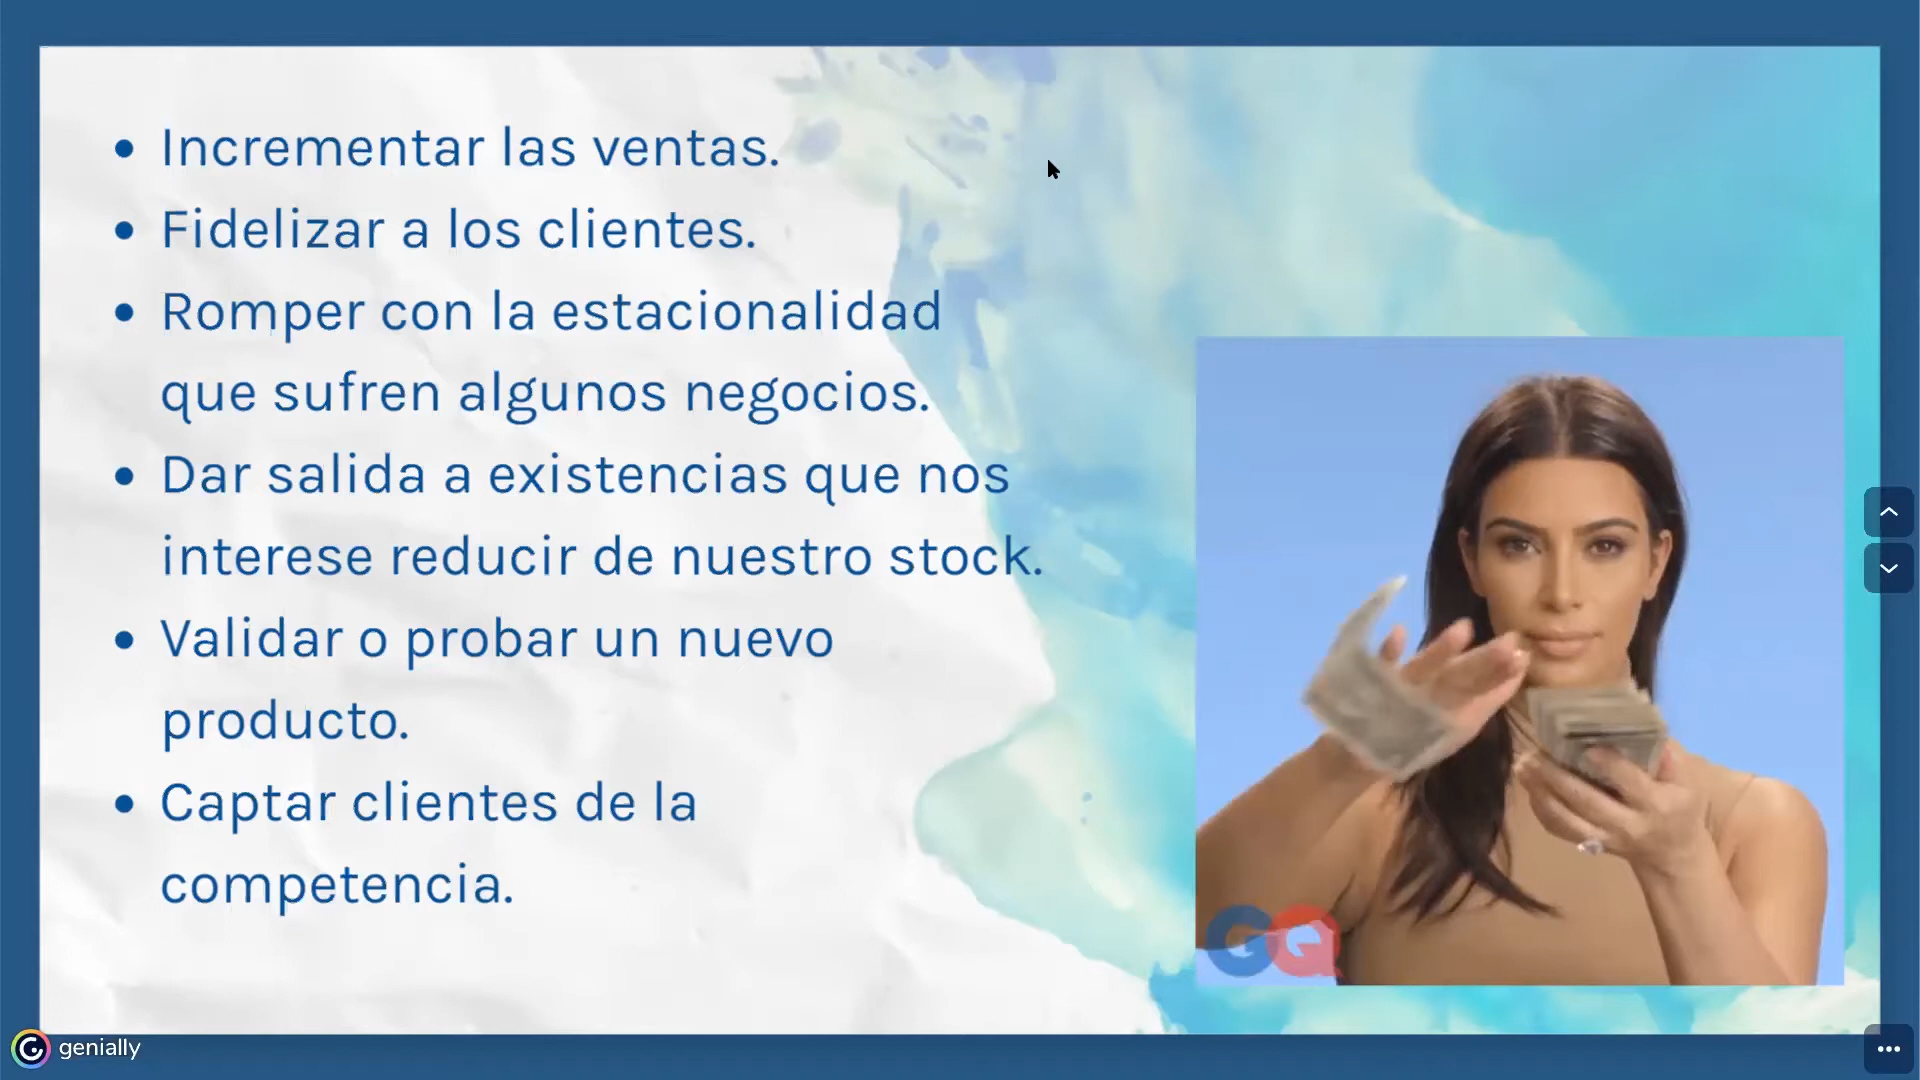 Incrementar las ventas.
Fidelizar a los clientes.
Romper con la estacionalidad
que sufren algunos negocios.
Dar salida a existencias que nos
interese reducir de nuestro stock.
Validar o probar un nuevo
producto.
Captar clientes de la
competencia.
GQ
genially